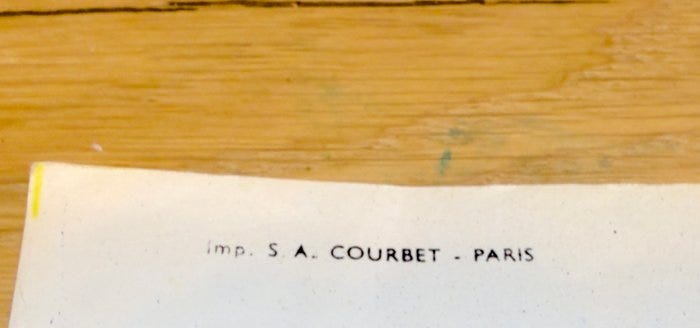 Imp. S. A. COURBET - PARIS